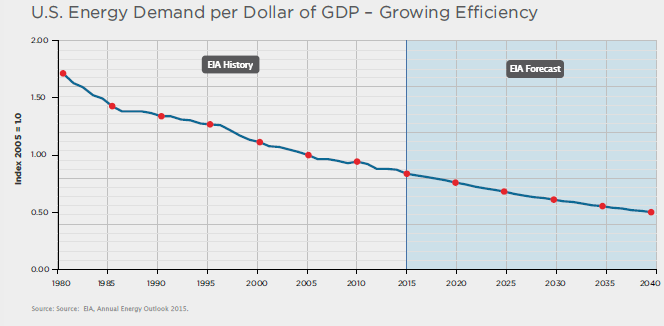 U.S. Energy Demand per Dollar of GDP – Growing Efficiency
2.00
EIA History
EIA Forecast
1.50
Index 2005 = 1.0
1.00
0.50
0.00
1980 1985 1990 1995 2000 2005 2010 2015 2020 2025 2030 2035 2040
Source: Source: EIA, Annual Energy Outlook 2015.